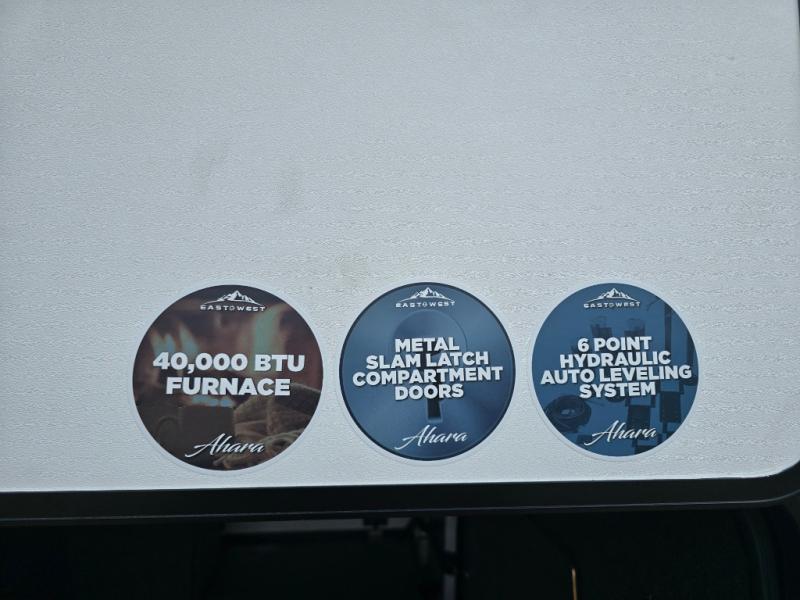 EAST TO WEST
40,000 BTU
FURNACE
Ahara
EAST TO WEST
METAL
SLAM LATCH
COMPARTMENT
DOORS
Ahara
EAST TO WEST
6 POINT
HYDRAULIC
AUTO LEVELING
SYSTEM
Ahara